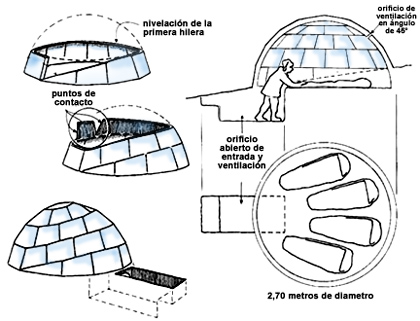 nivelación de la
primera hilera
orificio de
ventilación
en ángulo
de 45°
puntos de
contacto
orificio
abierto de
entrada y
ventilación
2,70 metros de diametro